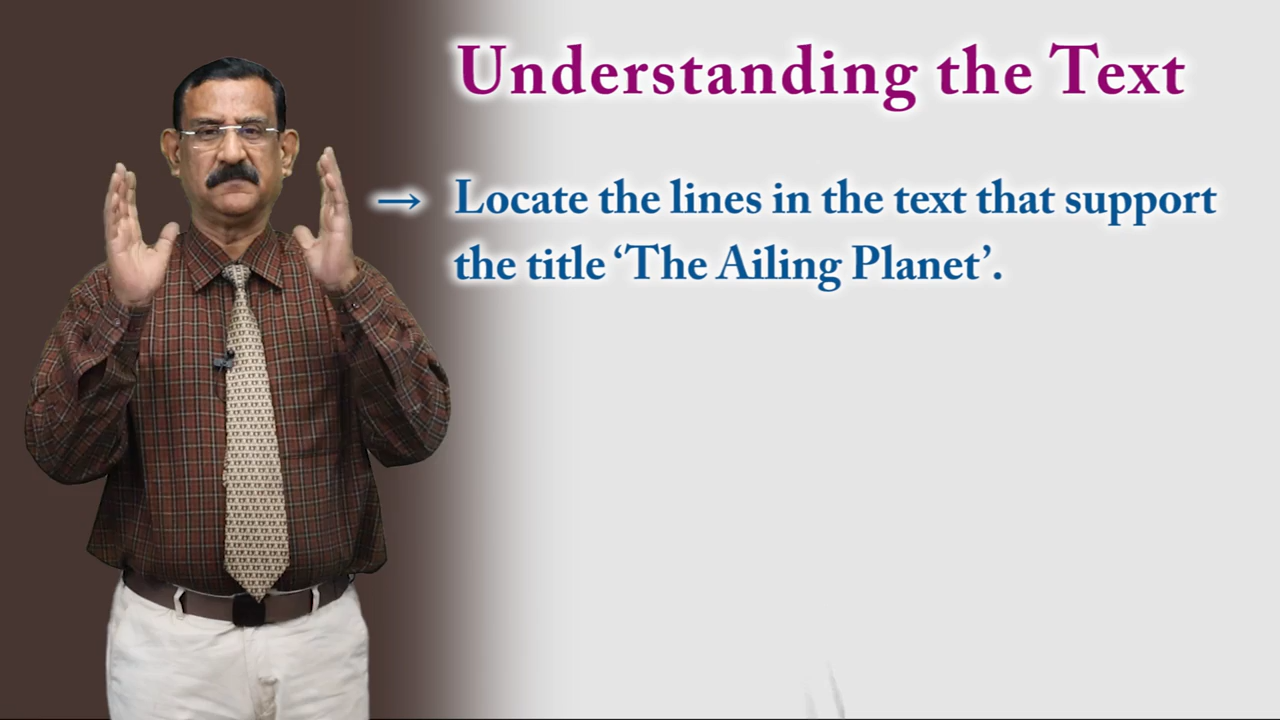 Understanding the Text
→ Locate the lines in the text that support
the title ‘The Ailing Planet’.